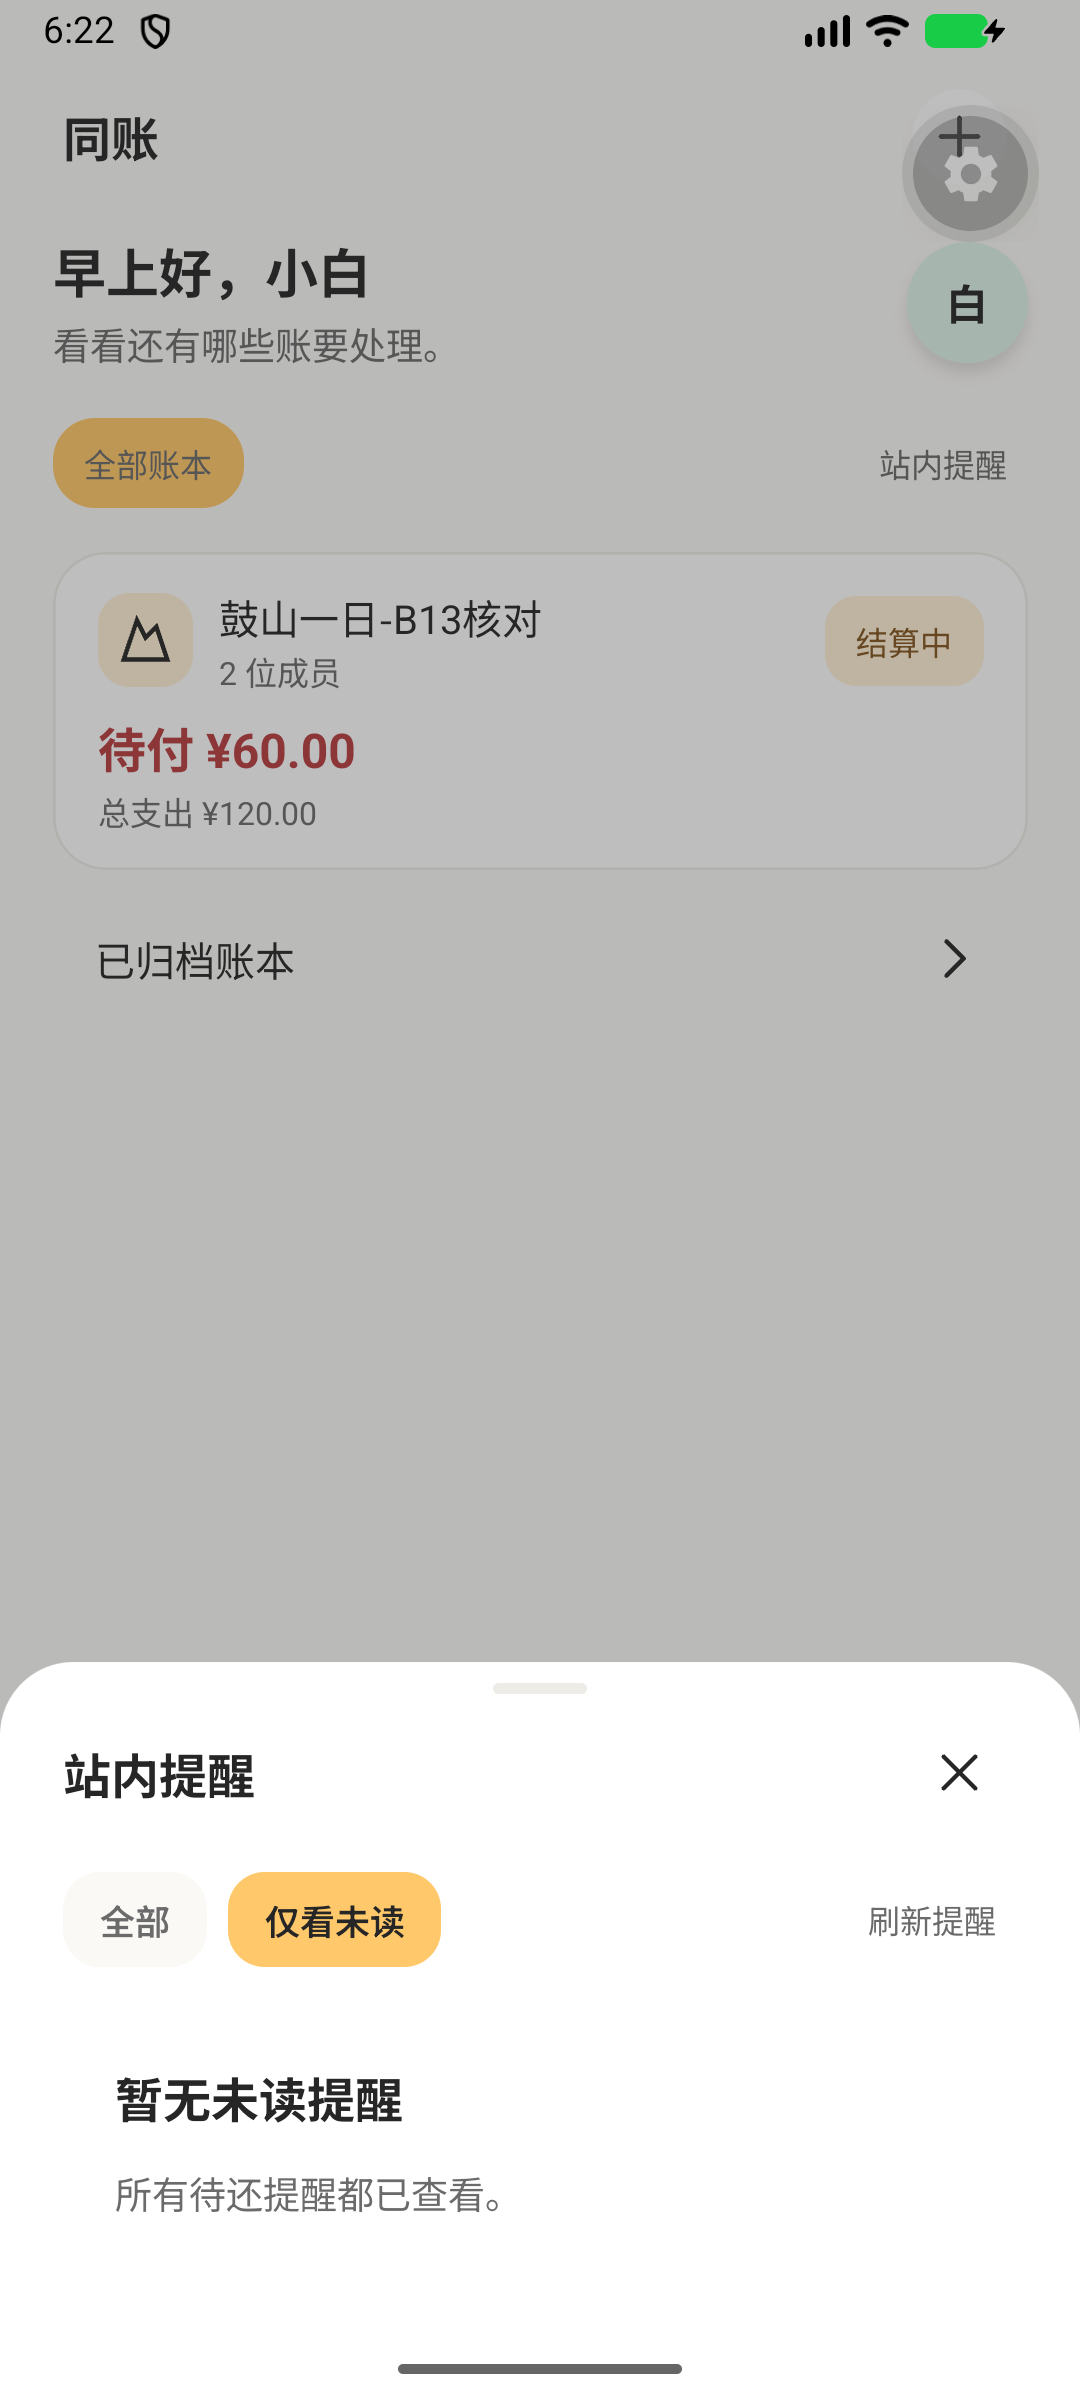 6:22
同账
早上好，小白
白
看看还有哪些账要处理。
全部账本
站内提醒
鼓山一日-B13核对
2 位成员
结算中
待付 ¥60.00
总支出 ¥120.00
已归档账本
站内提醒
全部
仅看未读
刷新提醒
暂无未读提醒
所有待还提醒都已查看。